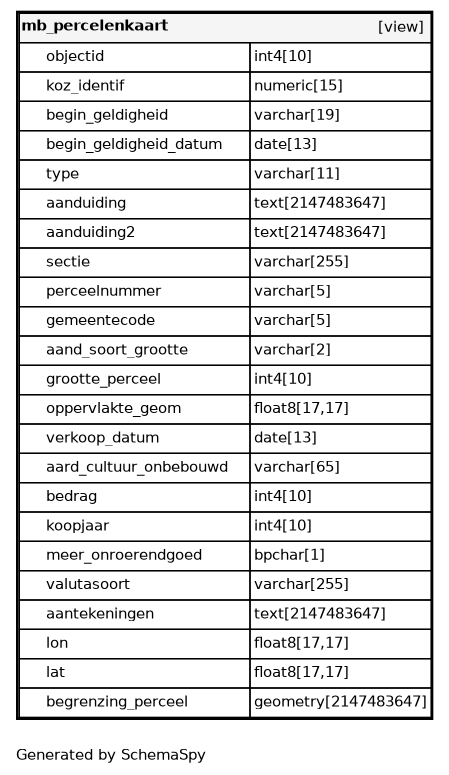 mb_percelenkaart [view]
objectid int4[10]
koz_identif numeric[15]
begin_geldigheid varchar[19]
begin_geldigheid_datum date[13]
type varchar[11]
aanduiding text[2147483647]
aanduiding2 text[2147483647]
sectie varchar[255]
perceelnummer varchar[5]
gemeentecode varchar[5]
aand_soort_grootte varchar[2]
grootte_perceel int4[10]
oppervlakte_geom float8[17,17]
verkoop_datum date[13]
aard_cultuur_onbebouwd varchar[65]
bedrag int4[10]
koopjaar int4[10]
meer_onroerendgoed bpchar[1]
valutasoort varchar[255]
aantekeningen text[2147483647]
lon float8[17,17]
lat float8[17,17]
begrenzing_perceel geometry[2147483647]
Generated by SchemaSpy